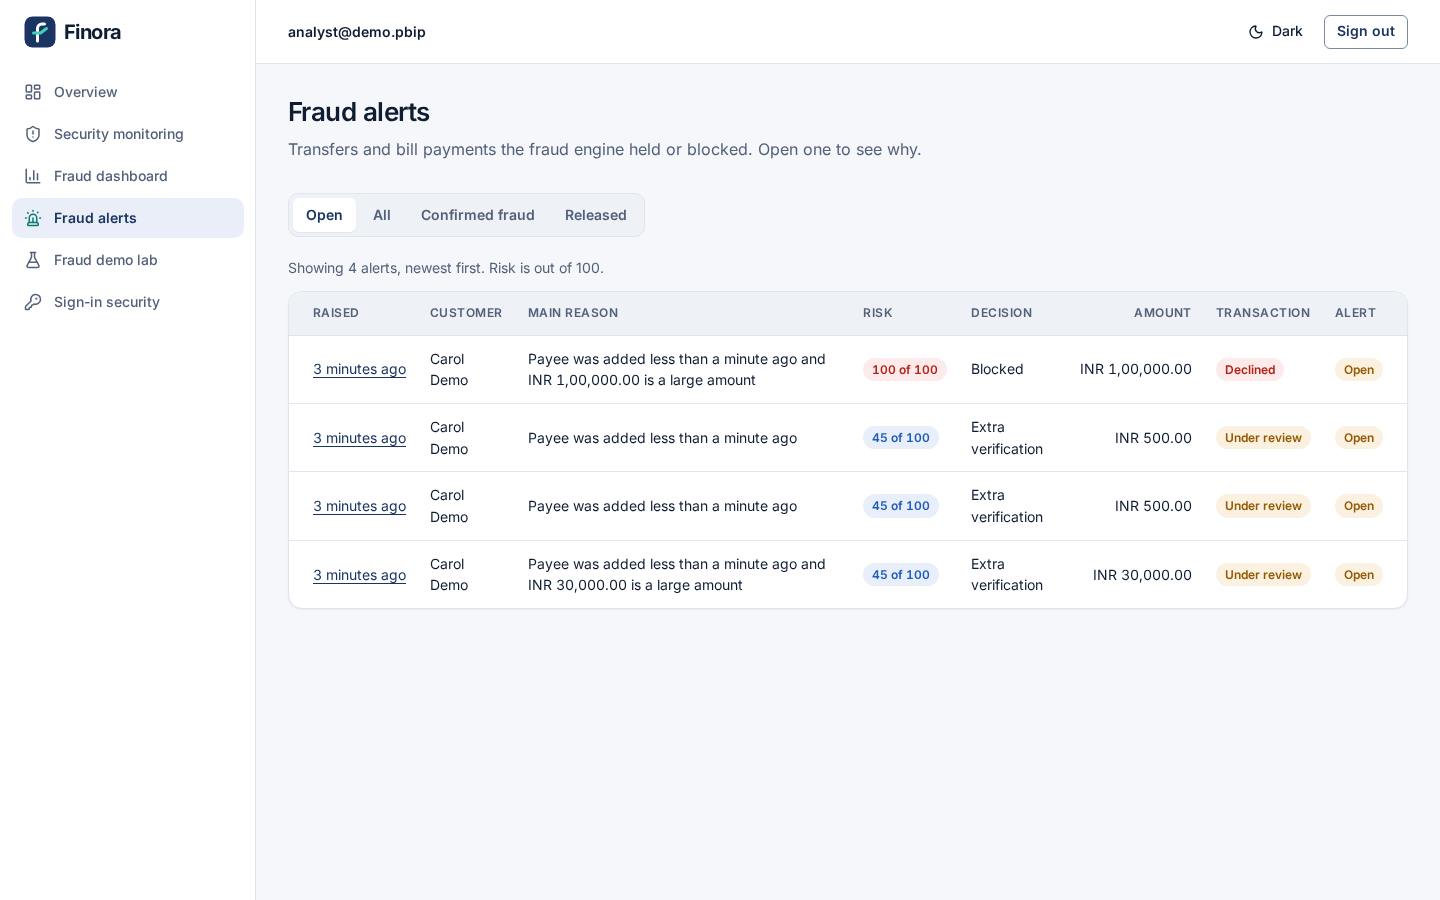 Finora
analyst@demo.pbip
Dark
Sign out
Overview
Security monitoring
Fraud dashboard
Fraud alerts
Fraud demo lab
Sign-in security
Fraud alerts
Transfers and bill payments the fraud engine held or blocked. Open one to see why.
Open All Confirmed fraud Released
Showing 4 alerts, newest first. Risk is out of 100.
RAISED CUSTOMER MAIN REASON RISK DECISION AMOUNT TRANSACTION ALERT
3 minutes ago
Carol
Demo
Payee was added less than a minute ago and
INR 1,00,000.00 is a large amount
100 of 100
Blocked
INR 1,00,000.00
Declined
Open
3 minutes ago
Carol
Demo
Payee was added less than a minute ago
45 of 100
Extra
verification
INR 500.00
Under review
Open
3 minutes ago
Carol
Demo
Payee was added less than a minute ago
45 of 100
Extra
verification
INR 500.00
Under review
Open
3 minutes ago
Carol
Demo
Payee was added less than a minute ago and
INR 30,000.00 is a large amount
45 of 100
Extra
verification
INR 30,000.00
Under review
Open